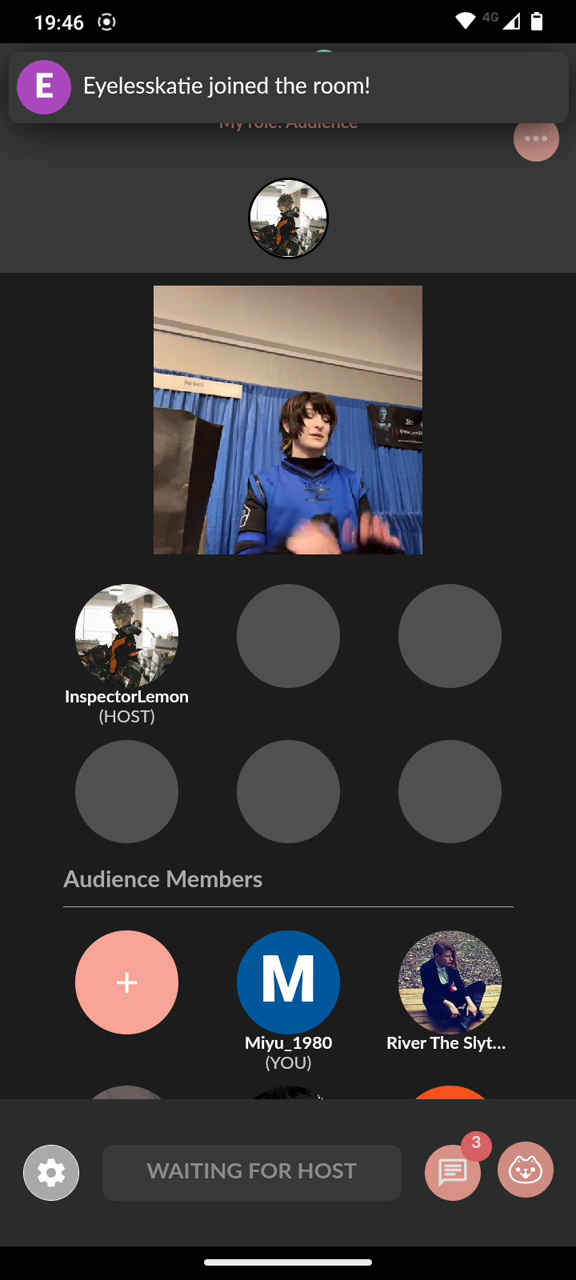 19:46
4G
E
Eyelesskatie joined the room!
My role: Audience
InspectorLemon
(HOST)
Audience Members
+
M
Miyu_1980
(YOU)
River The Slyt...
WAITING FOR HOST
3